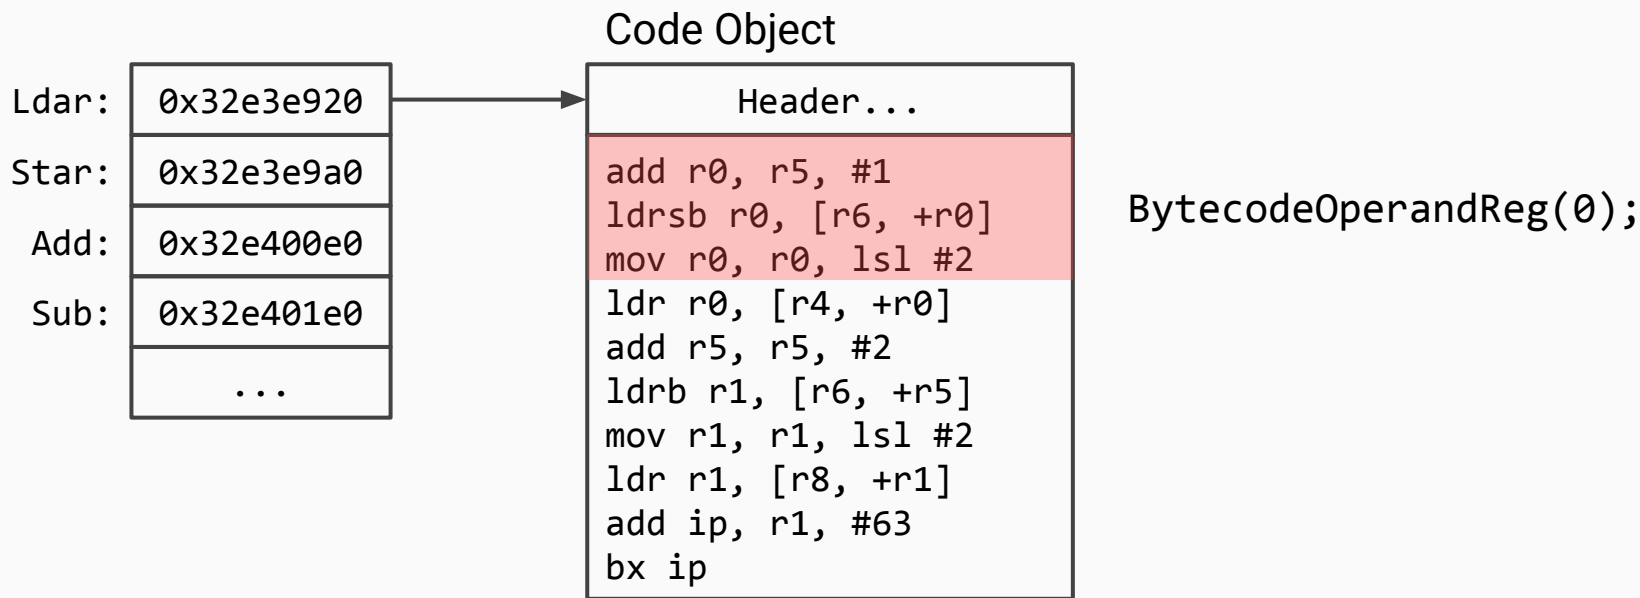 Code Object
Ldar: 0x32e3e920
Star: 0x32e3e9a0
Add: 0x32e400e0
Sub: 0x32e401e0
...
Header...
add r0, r5, #1
ldrsb r0, [r6, +r0]
mov r0, r0, lsl #2
ldr r0, [r4, +r0]
add r5, r5, #2
ldrb r1, [r6, +r5]
mov r1, r1, lsl #2
ldr r1, [r8, +r1]
add ip, r1, #63
bx ip
BytecodeOperandReg(0);